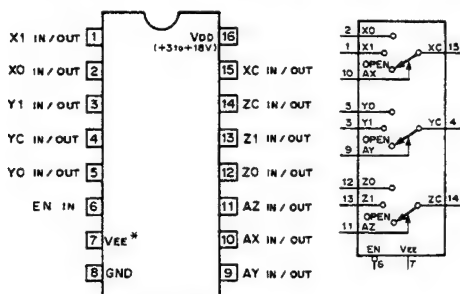 X1 IN/OUT 1
X0 IN/OUT 2
Y1 IN/OUT 3
YC IN/OUT 4
Y0 IN/OUT 5
EN IN 6
7 VEE*
8 GND
VDD 16
(+3 to +18V)
15 XC IN/OUT
14 ZC IN/OUT
13 Z1 IN/OUT
12 Z0 IN/OUT
11 AZ IN/OUT
10 AX IN/OUT
9 AY IN/OUT
2 X0
1 X1 XC 15
OPEN
10 AX
5 Y0
3 Y1 YC 4
OPEN
9 AY
12 Z0
13 Z1 ZC 14
OPEN
11 AZ
EN VEE
6 7